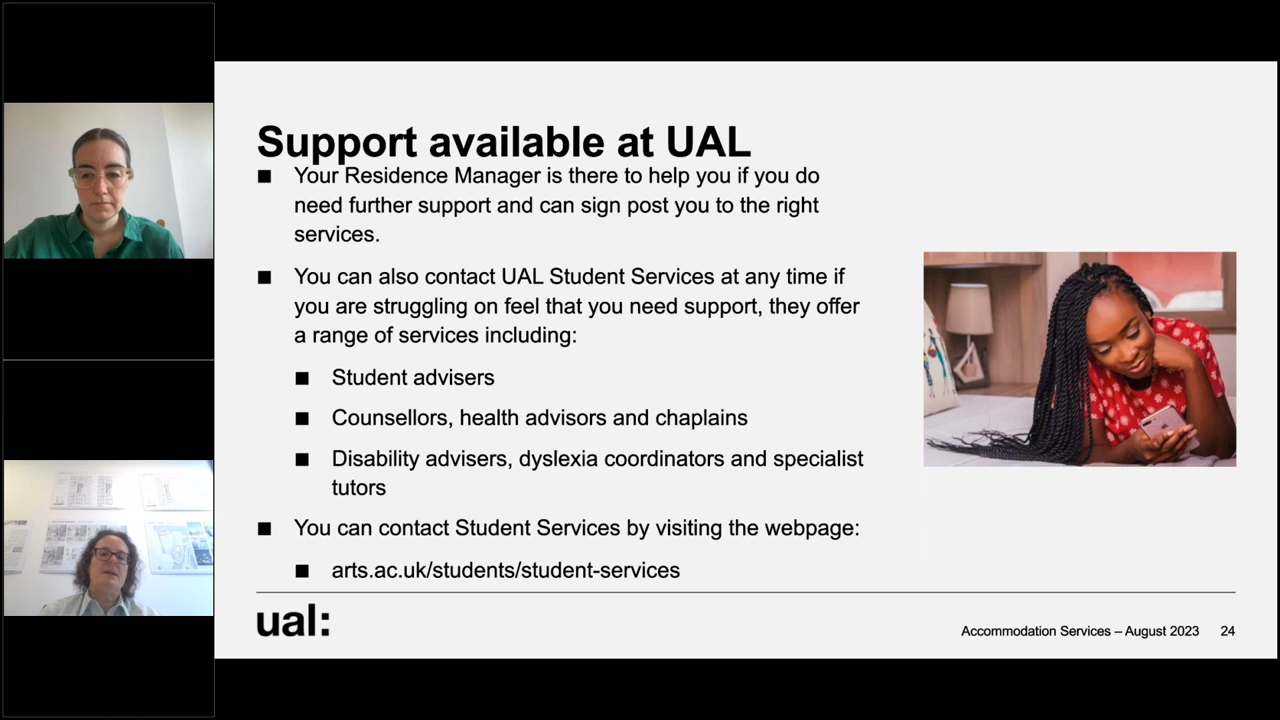 Support available at UAL
■ Your Residence Manager is there to help you if you do
need further support and can sign post you to the right
services.
■ You can also contact UAL Student Services at any time if
you are struggling on feel that you need support, they offer
a range of services including:
■ Student advisers
■ Counsellors, health advisors and chaplains
■ Disability advisers, dyslexia coordinators and specialist
tutors
■ You can contact Student Services by visiting the webpage:
■ arts.ac.uk/students/student-services
ual:
Accommodation Services – August 2023 24